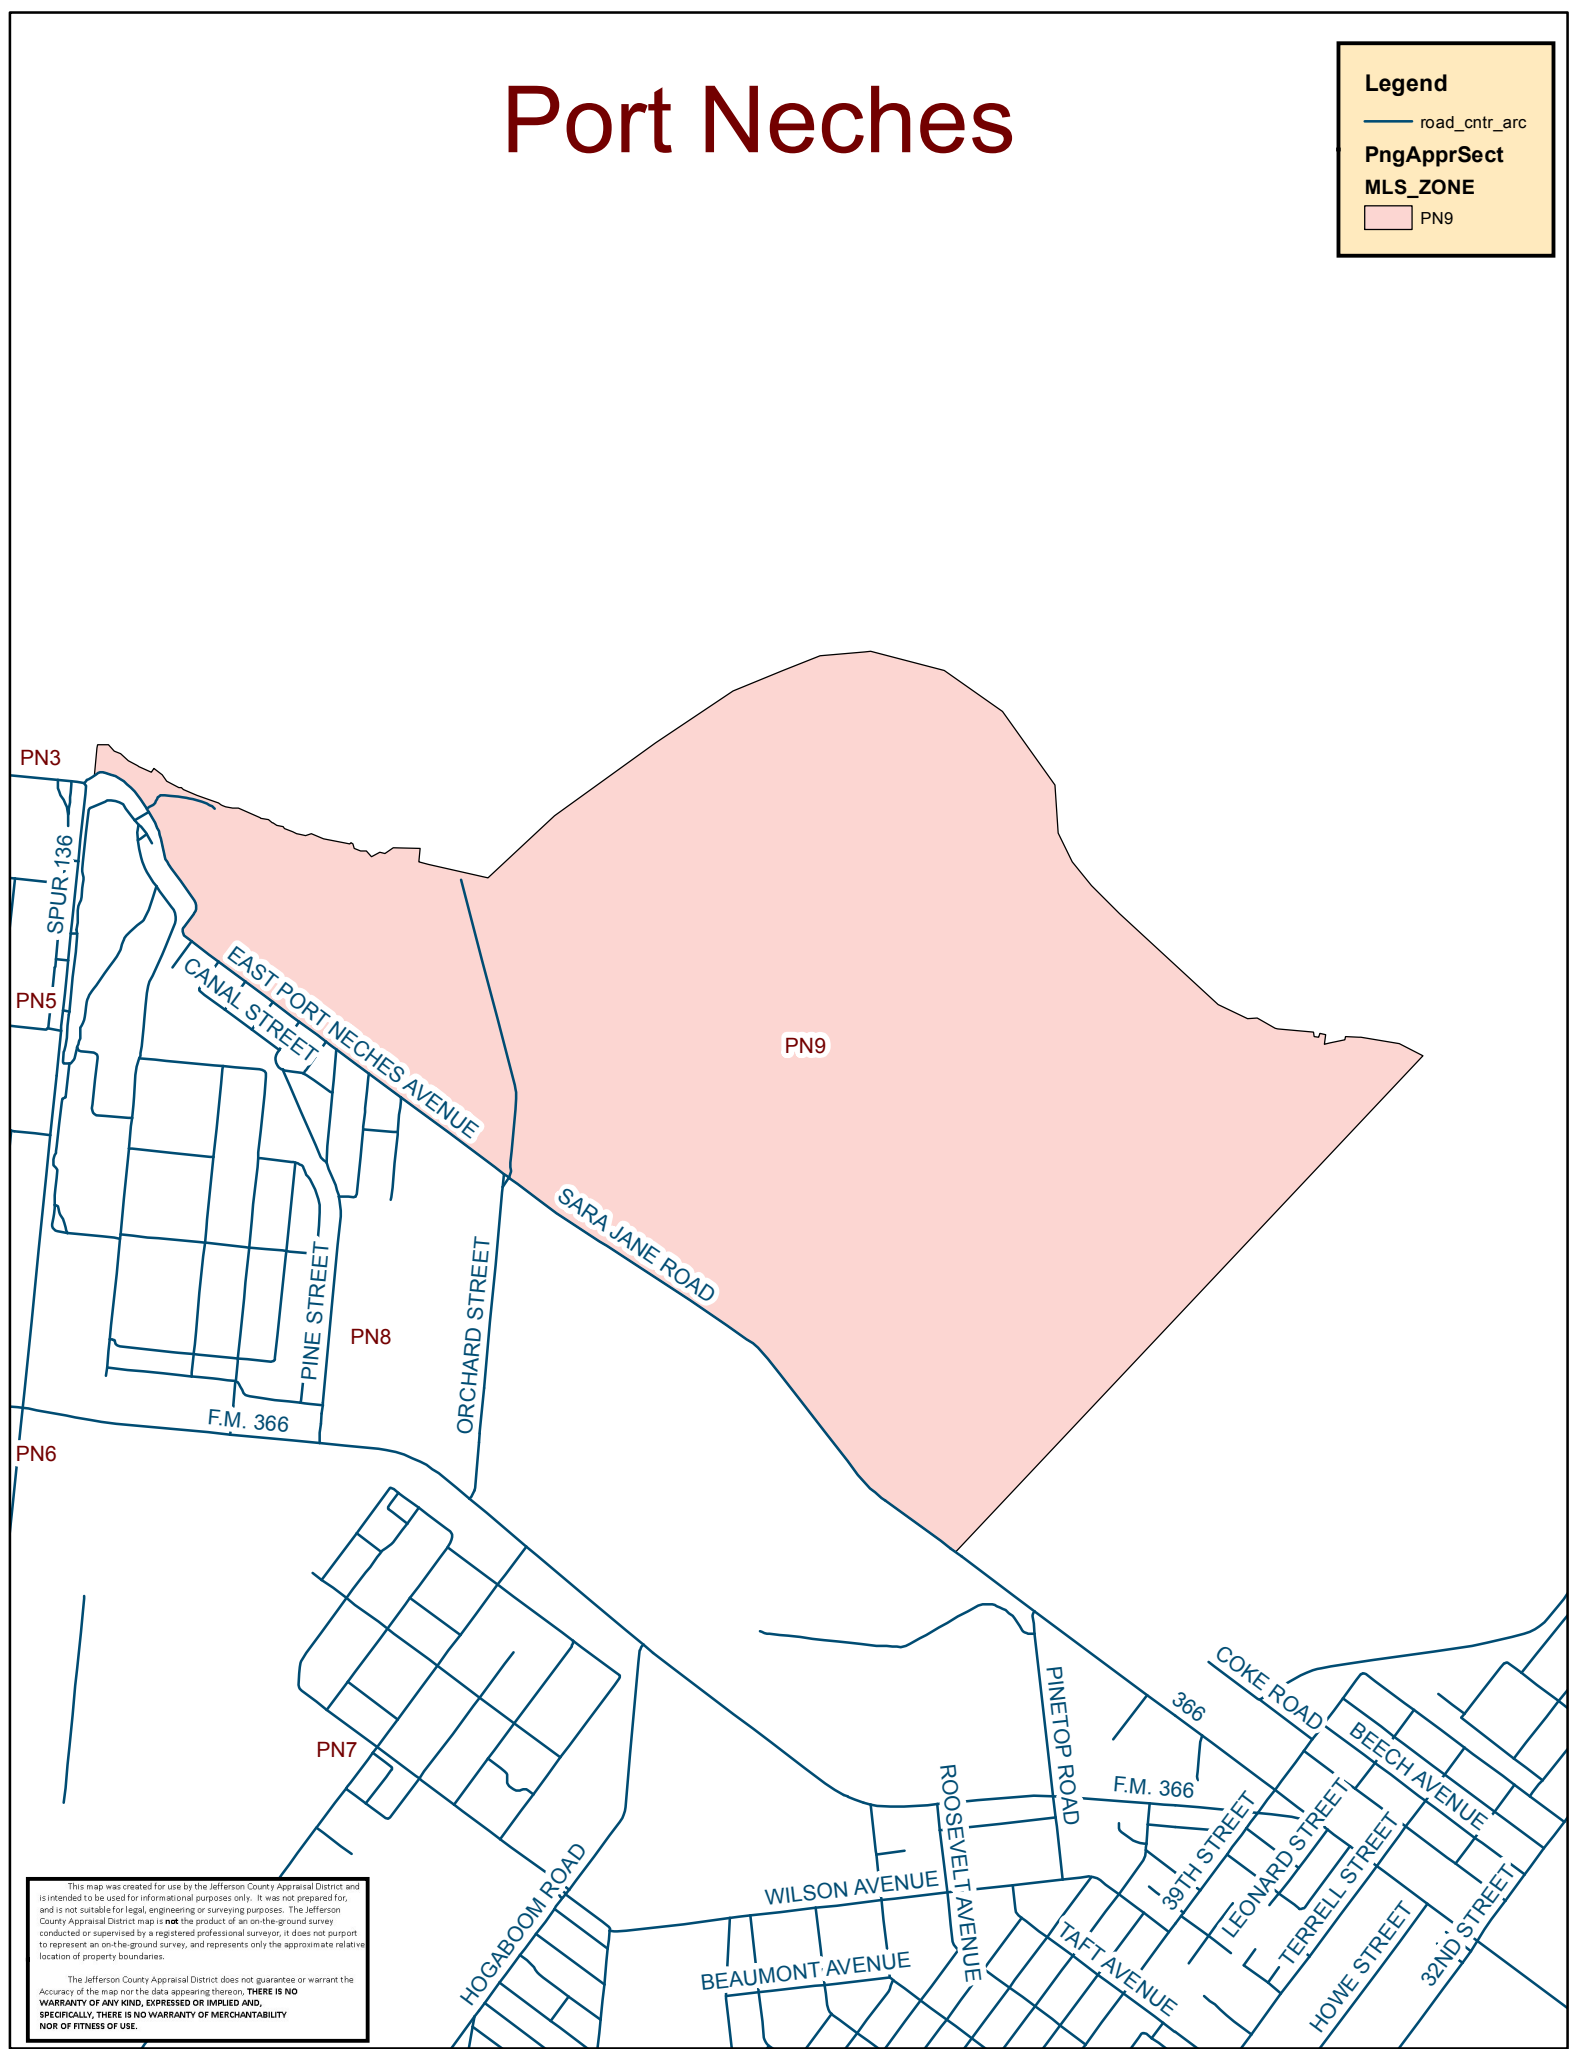 Port Neches
Legend
road_cntr_arc
PngApprSect
MLS_ZONE
PN9
PN3
SPUR 136
PN5
EAST PORT NECHES AVENUE
CANAL STREET
PN9
SARA JANE ROAD
PINE STREET
PN8
ORCHARD STREET
F.M. 366
PN6
PN7
HOGABOOM ROAD
PINETOP ROAD
366
COKE ROAD
BEECH AVENUE
F.M. 366
ROOSEVELT AVENUE
39TH STREET
LEONARD STREET
TERRELL STREET
WILSON AVENUE
BEAUMONT AVENUE
TAFT AVENUE
HOWE STREET
32ND STREET
This map was created for use by the Jefferson County Appraisal District and
is intended to be used for informational purposes only. It was not prepared for,
and is not suitable for legal, engineering or surveying purposes. The Jefferson
County Appraisal District map is not the product of an on-the-ground survey
conducted or supervised by a registered professional surveyor, it does not purport
to represent an on-the-ground survey, and represents only the approximate relative
location of property boundaries.
The Jefferson County Appraisal District does not guarantee or warrant the
Accuracy of the map nor the data appearing thereon, THERE IS NO
WARRANTY OF ANY KIND, EXPRESSED OR IMPLIED AND,
SPECIFICALLY, THERE IS NO WARRANTY OF MERCHANTABILITY
NOR OF FITNESS OF USE.